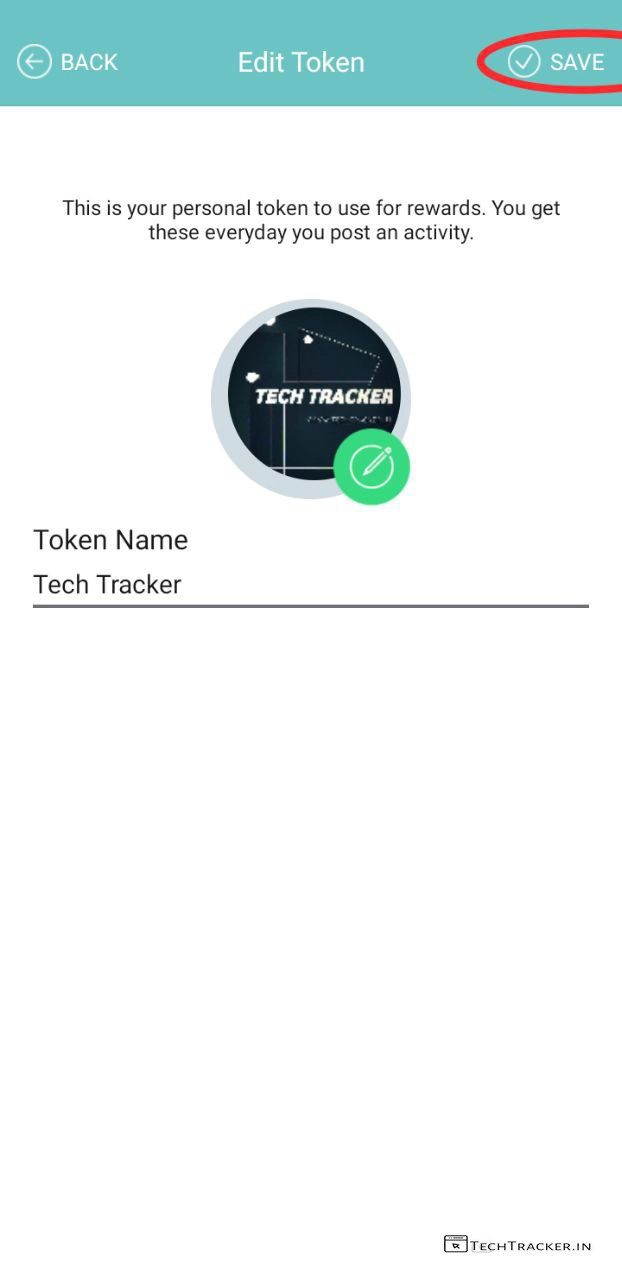 BACK
Edit Token
SAVE
This is your personal token to use for rewards. You get
these everyday you post an activity.
TECH TRACKER
Token Name
Tech Tracker
TECHTRACKER.IN